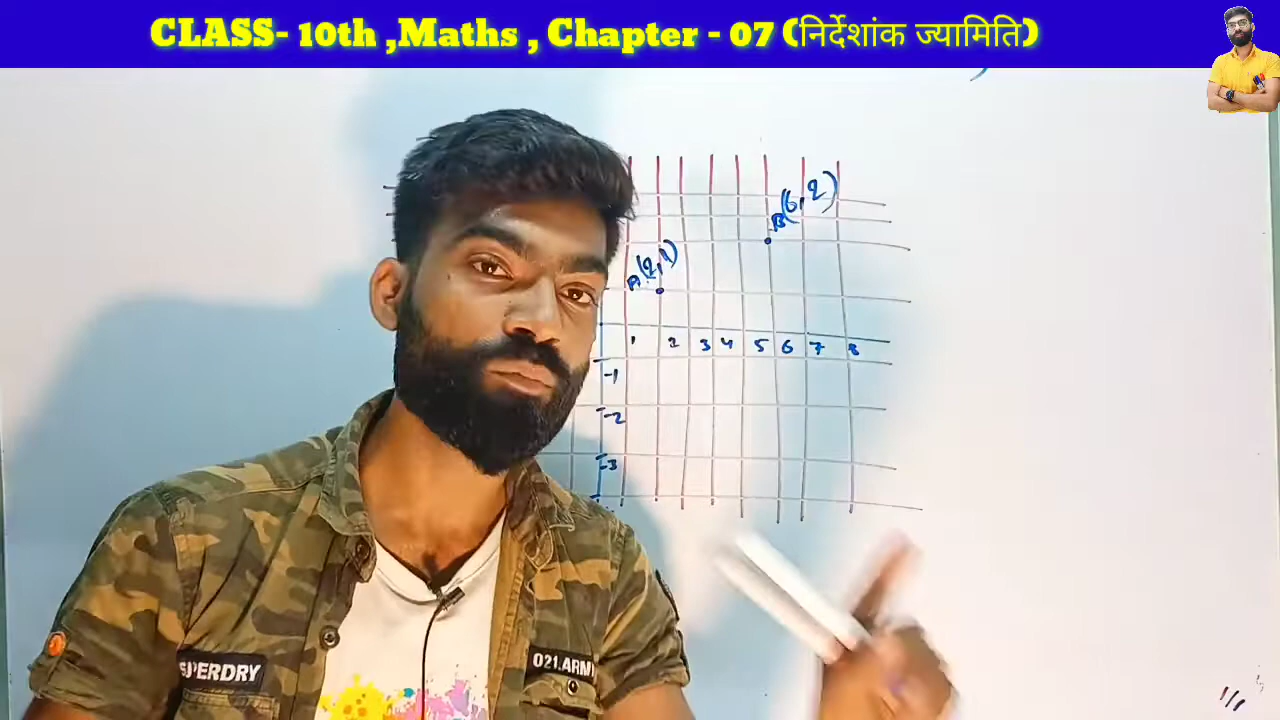 CLASS- 10th ,Maths , Chapter - 07 (निर्देशांक ज्यामिति)
B(6,2)
A(2,1)
1 2 3 4 5 6 7 8
-1
-2
-3
SUPERDRY
021.ARMY